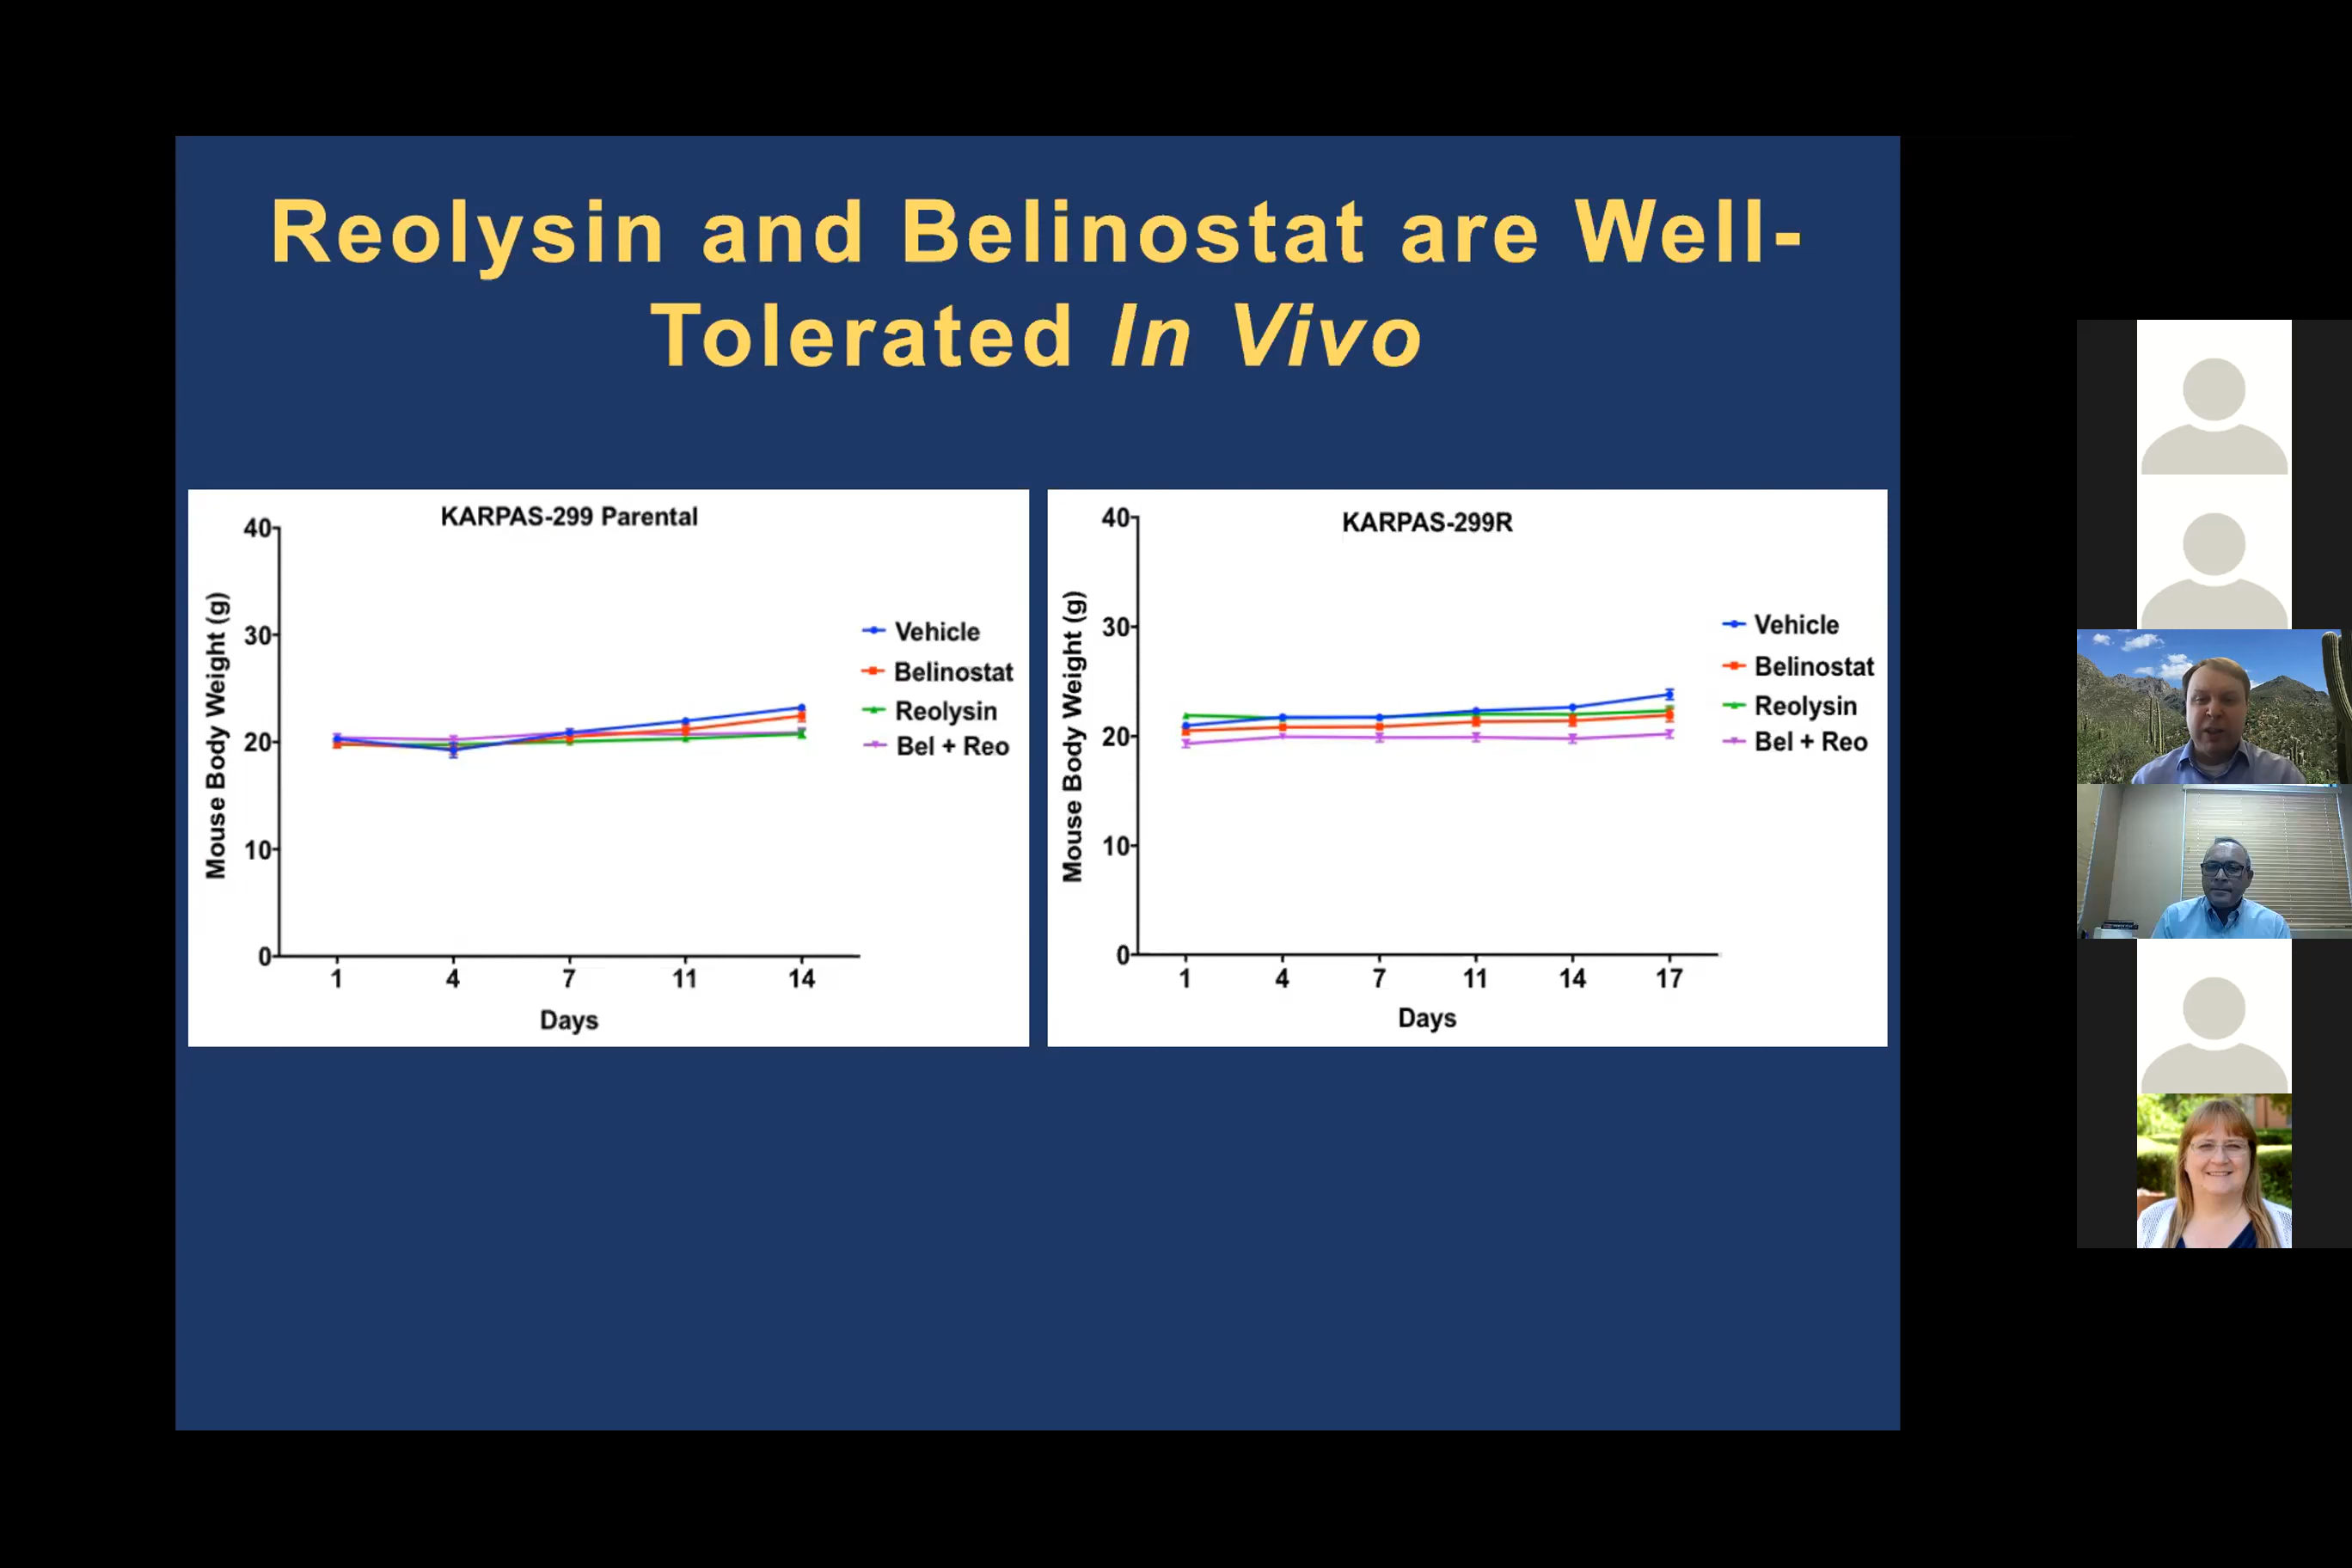 Reolysin and Belinostat are Well-
Tolerated In Vivo
KARPAS-299 Parental
40
30
20
10
0
Mouse Body Weight (g)
1 4 7 11 14
Days
Vehicle
Belinostat
Reolysin
Bel + Reo
KARPAS-299R
40
30
20
10
0
Mouse Body Weight (g)
1 4 7 11 14 17
Days
Vehicle
Belinostat
Reolysin
Bel + Reo